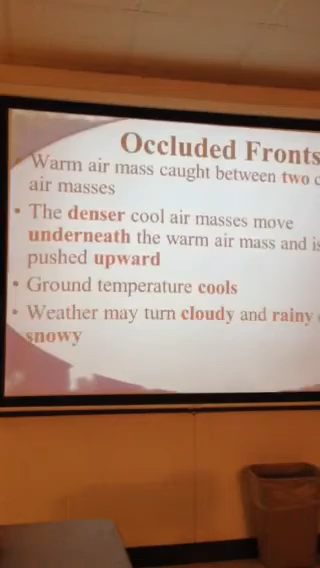 Occluded Fronts
Warm air mass caught between two
air masses
• The denser cool air masses move
underneath the warm air mass and is
pushed upward
• Ground temperature cools
• Weather may turn cloudy and rainy
snowy